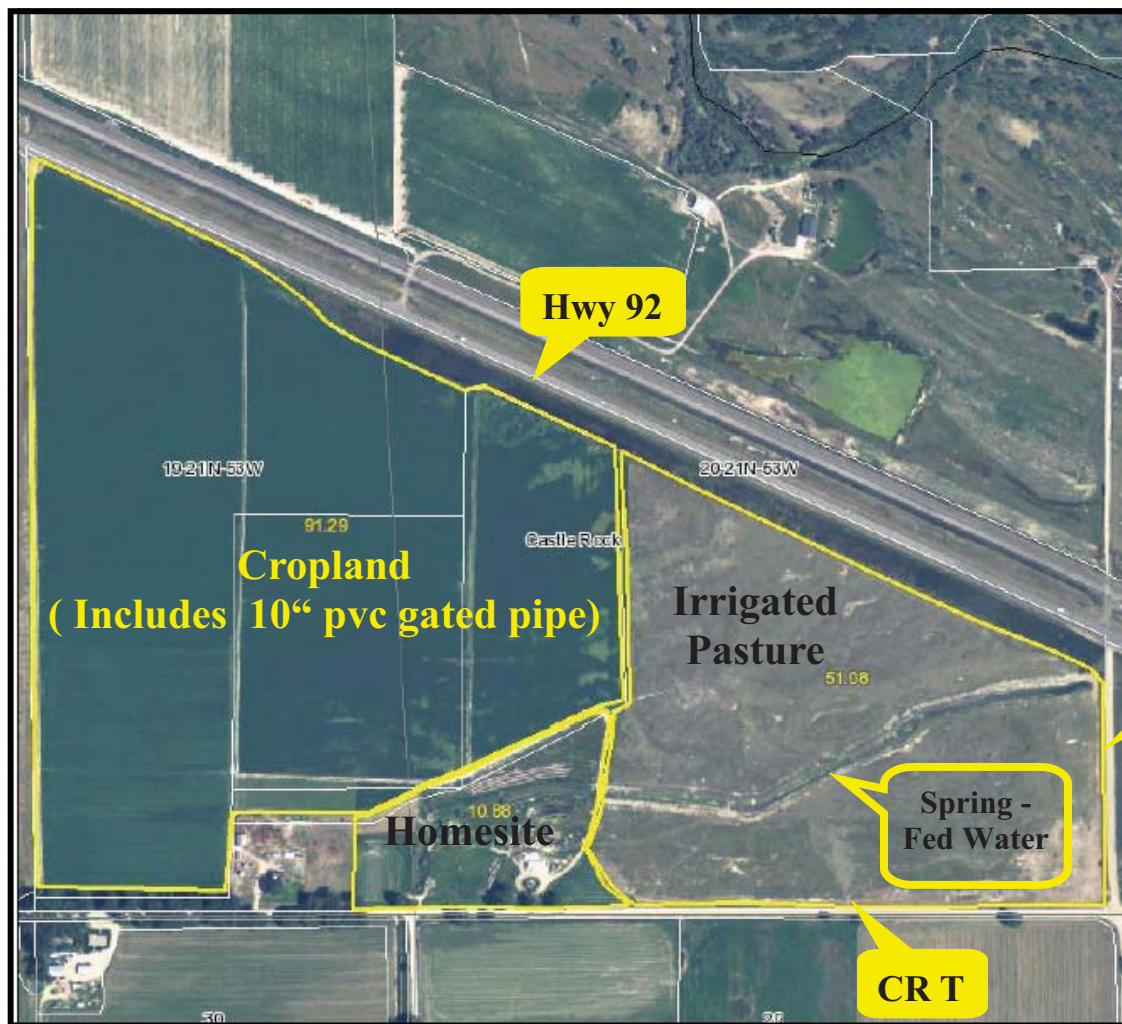 Hwy 92
19-21N-53W
20-21N-53W
91.29
Castle Rock
Cropland
( Includes 10“ pvc gated pipe)
Irrigated
Pasture
51.08
Spring -
Fed Water
10.88
Homesite
CR T
30